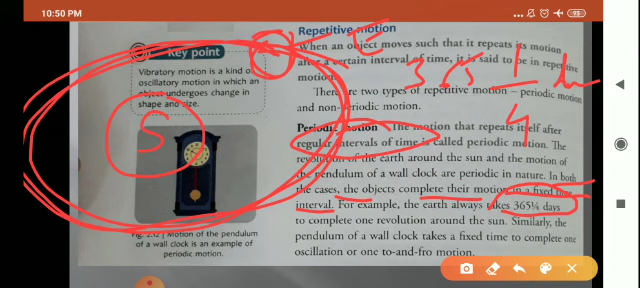 10:50 PM
95
Key point
Vibratory motion is a kind of
oscillatory motion in which an
object undergoes change in
shape and size.
S
Fig. 2.12 Motion of the pendulum
of a wall clock is an example of
periodic motion.
E
365 1/4
Repetitive motion
When an object moves such that it repeats its motion
after a certain interval of time, it is said to be in repetitive
motion.
There are two types of repetitive motion – periodic motion
and non-periodic motion.
Periodic motion The motion that repeats itself after
regular intervals of time is called periodic motion. The
revolution of the earth around the sun and the motion of
the pendulum of a wall clock are periodic in nature. In both
the cases, the objects complete their motion in a fixed time
interval. For example, the earth always takes 365¼ days
to complete one revolution around the sun. Similarly, the
pendulum of a wall clock takes a fixed time to complete one
oscillation or one to-and-fro motion.